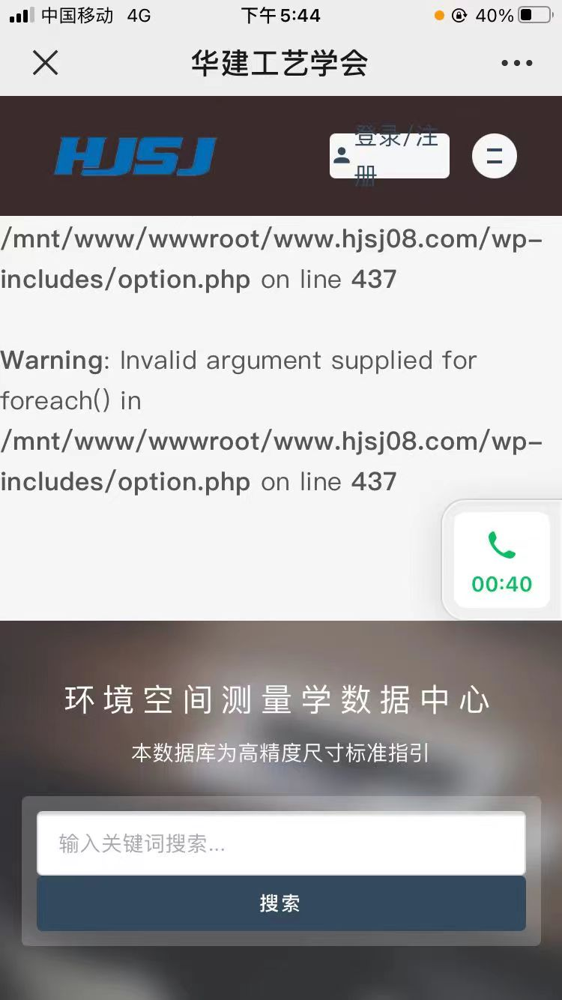 中国移动 4G 下午5:44 40%
华建工艺学会
HJSJ
登录/注
册
/mnt/www/wwwroot/www.hjsj08.com/wp-
includes/option.php on line 437
Warning: Invalid argument supplied for
foreach() in
/mnt/www/wwwroot/www.hjsj08.com/wp-
includes/option.php on line 437
00:40
环境空间测量学数据中心
本数据库为高精度尺寸标准指引
输入关键词搜索...
搜索